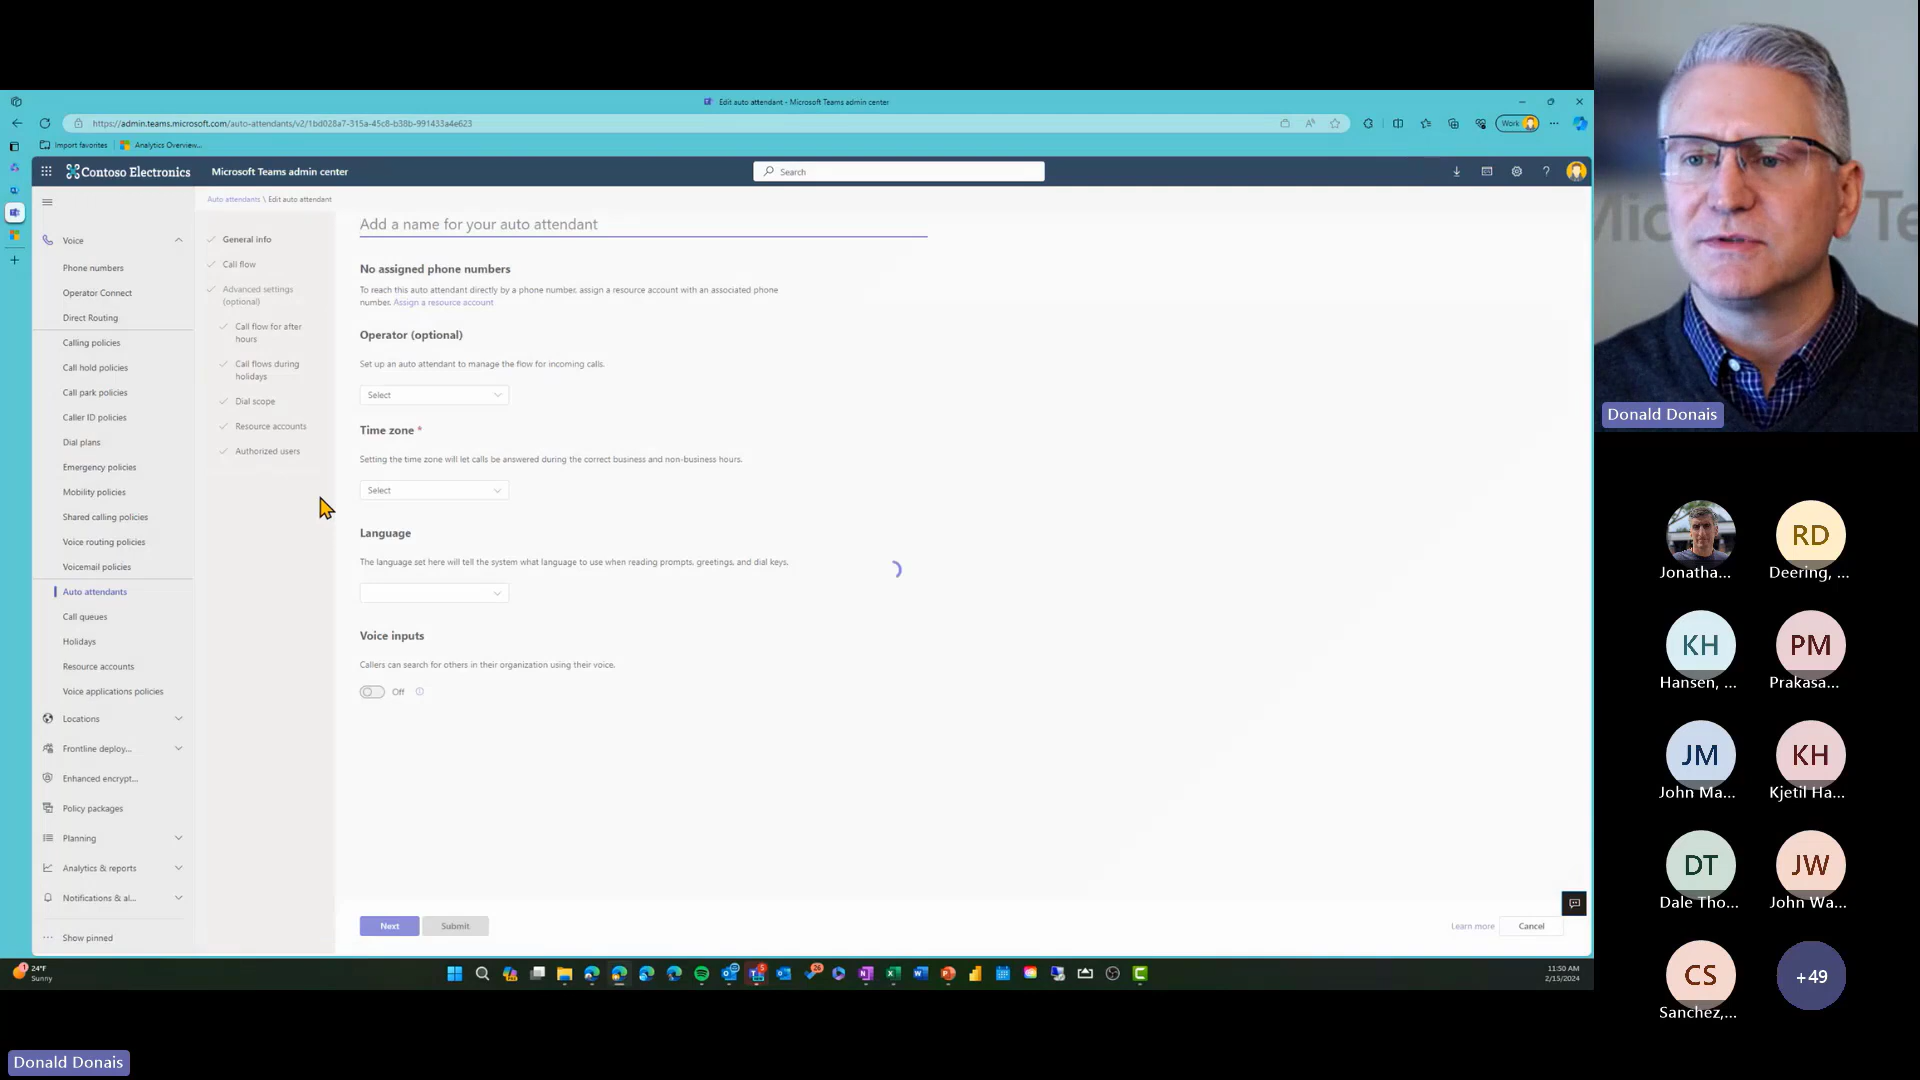 Edit auto attendant - Microsoft Teams admin center
https://admin.teams.microsoft.com/auto-attendants/v2/1bd028a7-315a-45c8-b38b-991433a4e623
Work
Import favorites
Analytics Overview...
Contoso Electronics
Microsoft Teams admin center
Search
Auto attendants \ Edit auto attendant
Voice
Phone numbers
Operator Connect
Direct Routing
Calling policies
Call hold policies
Call park policies
Caller ID policies
Dial plans
Emergency policies
Mobility policies
Shared calling policies
Voice routing policies
Voicemail policies
Auto attendants
Call queues
Holidays
Resource accounts
Voice applications policies
Locations
Frontline deploy...
Enhanced encrypt...
Policy packages
Planning
Analytics & reports
Notifications & al...
Show pinned
General info
Call flow
Advanced settings
(optional)
Call flow for after
hours
Call flows during
holidays
Dial scope
Resource accounts
Authorized users
Add a name for your auto attendant
No assigned phone numbers
To reach this auto attendant directly by a phone number, assign a resource account with an associated phone
number. Assign a resource account
Operator (optional)
Set up an auto attendant to manage the flow for incoming calls.
Select
Time zone *
Setting the time zone will let calls be answered during the correct business and non-business hours.
Select
Language
The language set here will tell the system what language to use when reading prompts, greetings, and dial keys.
Voice inputs
Callers can search for others in their organization using their voice.
Off
Next
Submit
Learn more
Cancel
24°F
Sunny
11:50 AM
2/15/2024
Donald Donais
Jonatha...
RD
Deering, ...
KH
Hansen, ...
PM
Prakasa...
JM
John Ma...
KH
Kjetil Ha...
DT
Dale Tho...
JW
John Wa...
CS
Sanchez,...
+49
Donald Donais